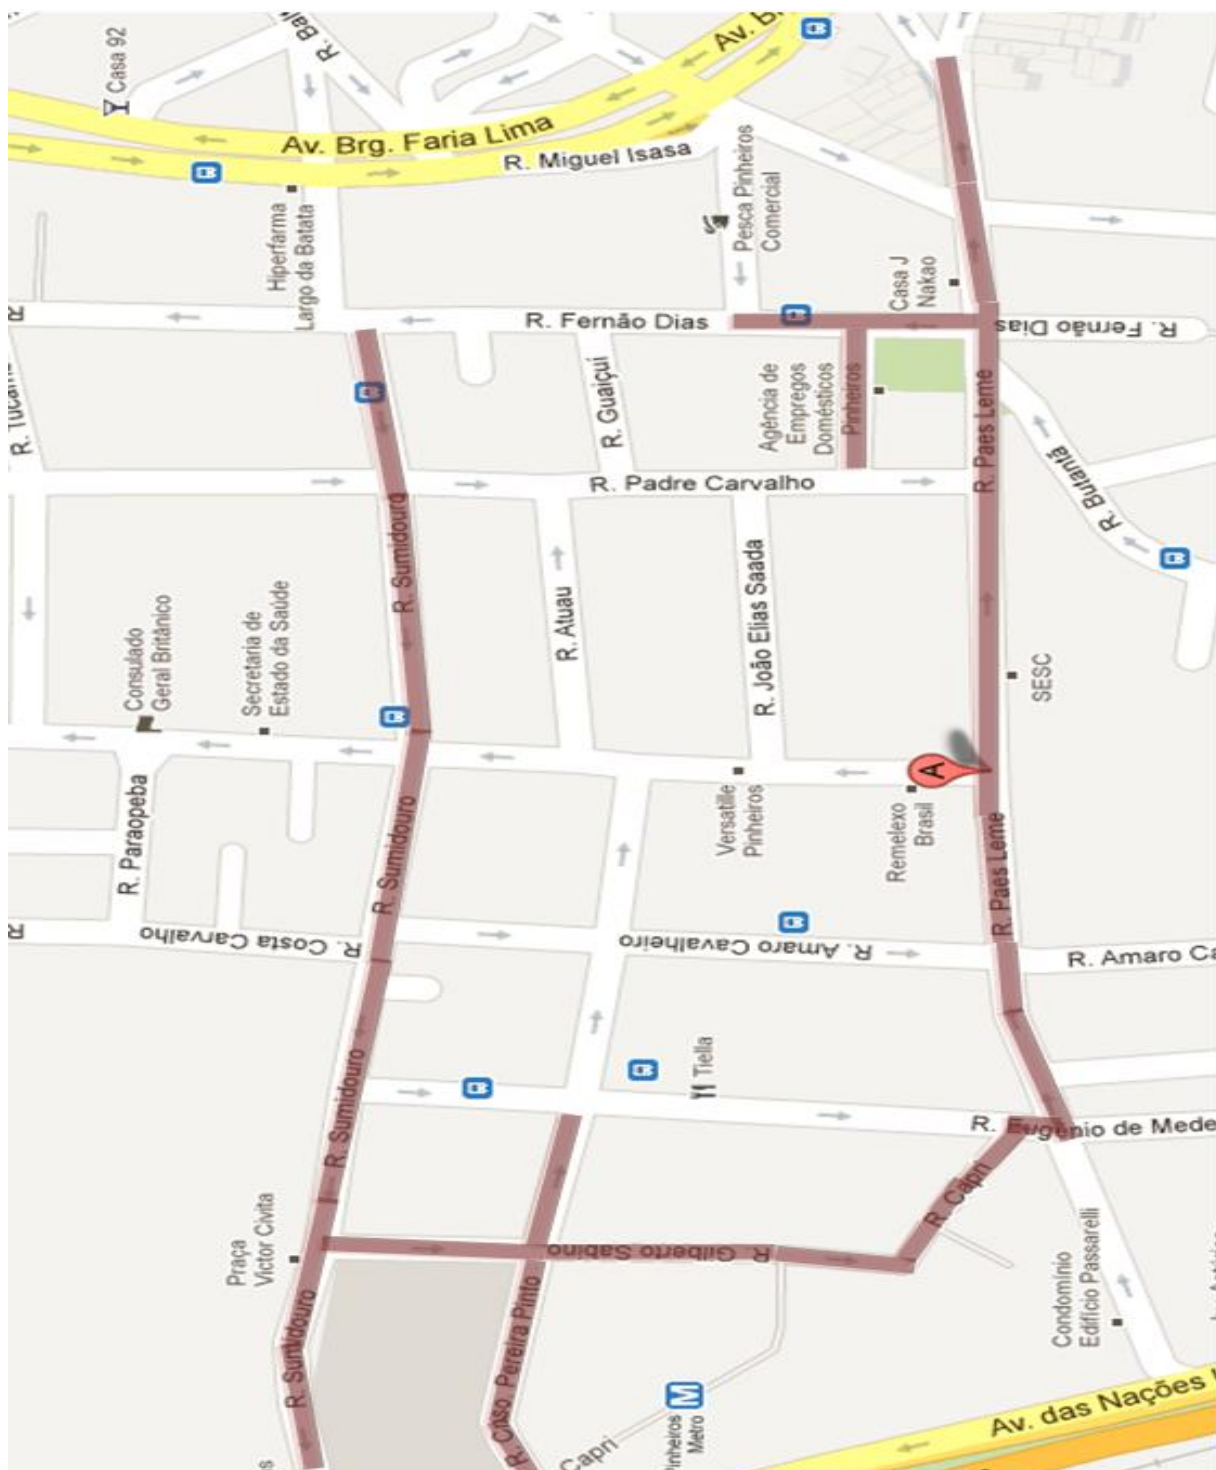 Casa 92
R. Bal
Av. B
Av. Brg. Faria Lima
R. Miguel Isasa
Hiperfarma
Largo da Batata
Pesca Pinheiros
Comercial
Casa J
Nakao
R. Fernão Dias
R. Fernão Dias
R
R. Tucam
R. Guaiçuí
Agência de
Empregos
Domésticos
Pinheiros
R. Paes Leme
R. Butantã
R. Padre Carvalho
R. Sumidouro
R. Atuau
R. João Elias Saada
Consulado
Geral Britânico
Secretaria de
Estado da Saúde
SESC
A
R. Paraopeba
R. Sumidouro
Versatille
Pinheiros
Remelexo
Brasil
R. Paes Leme
R
R. Costa Carvalho
R. Amaro Cavalheiro
R. Amaro Ca
R. Sumidouro
Tiella
R. Eugênio de Mede
R. Capri
Praça
Victor Civita
R. Gilberto Sabino
Condomínio
Edifício Passarelli
R. Sumidouro
R. Cnso. Pereira Pinto
M
Pinheiros
Metro
Capri
Av. das Nações